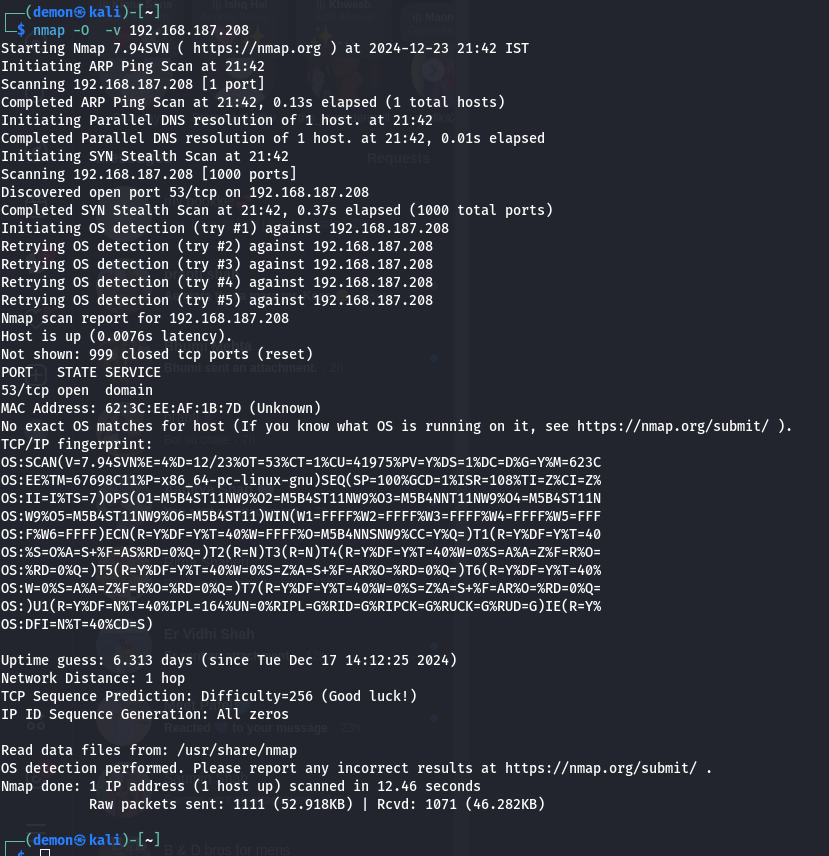 (demon㉿kali)-[~]
$ nmap -O -v 192.168.187.208
Starting Nmap 7.94SVN ( https://nmap.org ) at 2024-12-23 21:42 IST
Initiating ARP Ping Scan at 21:42
Scanning 192.168.187.208 [1 port]
Completed ARP Ping Scan at 21:42, 0.13s elapsed (1 total hosts)
Initiating Parallel DNS resolution of 1 host. at 21:42
Completed Parallel DNS resolution of 1 host. at 21:42, 0.01s elapsed
Initiating SYN Stealth Scan at 21:42
Scanning 192.168.187.208 [1000 ports]
Discovered open port 53/tcp on 192.168.187.208
Completed SYN Stealth Scan at 21:42, 0.37s elapsed (1000 total ports)
Initiating OS detection (try #1) against 192.168.187.208
Retrying OS detection (try #2) against 192.168.187.208
Retrying OS detection (try #3) against 192.168.187.208
Retrying OS detection (try #4) against 192.168.187.208
Retrying OS detection (try #5) against 192.168.187.208
Nmap scan report for 192.168.187.208
Host is up (0.0076s latency).
Not shown: 999 closed tcp ports (reset)
PORT   STATE SERVICE
53/tcp open  domain
MAC Address: 62:3C:EE:AF:1B:7D (Unknown)
No exact OS matches for host (If you know what OS is running on it, see https://nmap.org/submit/ ).
TCP/IP fingerprint:
OS:SCAN(V=7.94SVN%E=4%D=12/23%OT=53%CT=1%CU=41975%PV=Y%DS=1%DC=D%G=Y%M=623C
OS:EE%TM=67698C11%P=x86_64-pc-linux-gnu)SEQ(SP=100%GCD=1%ISR=108%TI=Z%CI=Z%
OS:II=I%TS=7)OPS(O1=M5B4ST11NW9%O2=M5B4ST11NW9%O3=M5B4NNT11NW9%O4=M5B4ST11N
OS:W9%O5=M5B4ST11NW9%O6=M5B4ST11)WIN(W1=FFFF%W2=FFFF%W3=FFFF%W4=FFFF%W5=FFF
OS:F%W6=FFFF)ECN(R=Y%DF=Y%T=40%W=FFFF%O=M5B4NNSNW9%CC=Y%Q=)T1(R=Y%DF=Y%T=40
OS:%S=O%A=S+%F=AS%RD=0%Q=)T2(R=N)T3(R=N)T4(R=Y%DF=Y%T=40%W=0%S=A%A=Z%F=R%O=
OS:%RD=0%Q=)T5(R=Y%DF=Y%T=40%W=0%S=Z%A=S+%F=AR%O=%RD=0%Q=)T6(R=Y%DF=Y%T=40%
OS:W=0%S=A%A=Z%F=R%O=%RD=0%Q=)T7(R=Y%DF=Y%T=40%W=0%S=Z%A=S+%F=AR%O=%RD=0%Q=
OS:)U1(R=Y%DF=N%T=40%IPL=164%UN=0%RIPL=G%RID=G%RIPCK=G%RUCK=G%RUD=G)IE(R=Y%
OS:DFI=N%T=40%CD=S)
Er Vidhi Shah
Uptime guess: 6.313 days (since Tue Dec 17 14:12:25 2024)
Network Distance: 1 hop
TCP Sequence Prediction: Difficulty=256 (Good luck!)
IP ID Sequence Generation: All zeros
Read data files from: /usr/share/nmap
OS detection performed. Please report any incorrect results at https://nmap.org/submit/ .
Nmap done: 1 IP address (1 host up) scanned in 12.46 seconds
Raw packets sent: 1111 (52.918KB) | Rcvd: 1071 (46.282KB)
(demon㉿kali)-[~]
$
Requests
Bhumi sent an attachment. · 2h
Reacted to your message · 23h
B & D bros for mens